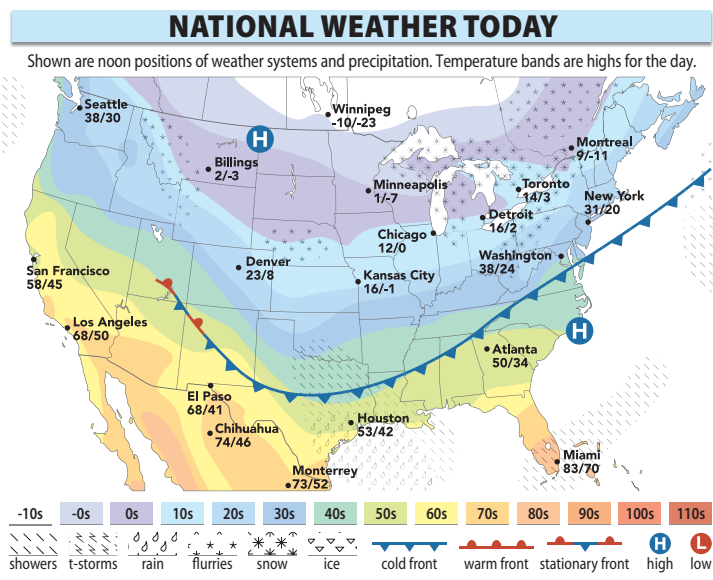 NATIONAL WEATHER TODAY
Shown are noon positions of weather systems and precipitation. Temperature bands are highs for the day.
Seattle
38/30
Winnipeg
-10/-23
H
Billings
2/-3
Montreal
9/-11
Minneapolis
1/-7
Toronto
14/3
New York
31/20
Detroit
16/2
Chicago
12/0
Washington
38/24
San Francisco
58/45
Denver
23/8
Kansas City
16/-1
Los Angeles
68/50
H
Atlanta
50/34
El Paso
68/41
Houston
53/42
Chihuahua
74/46
Miami
83/70
Monterrey
73/52
-10s -0s 0s 10s 20s 30s 40s 50s 60s 70s 80s 90s 100s 110s
H L
showers t-storms rain flurries snow ice cold front warm front stationary front high low